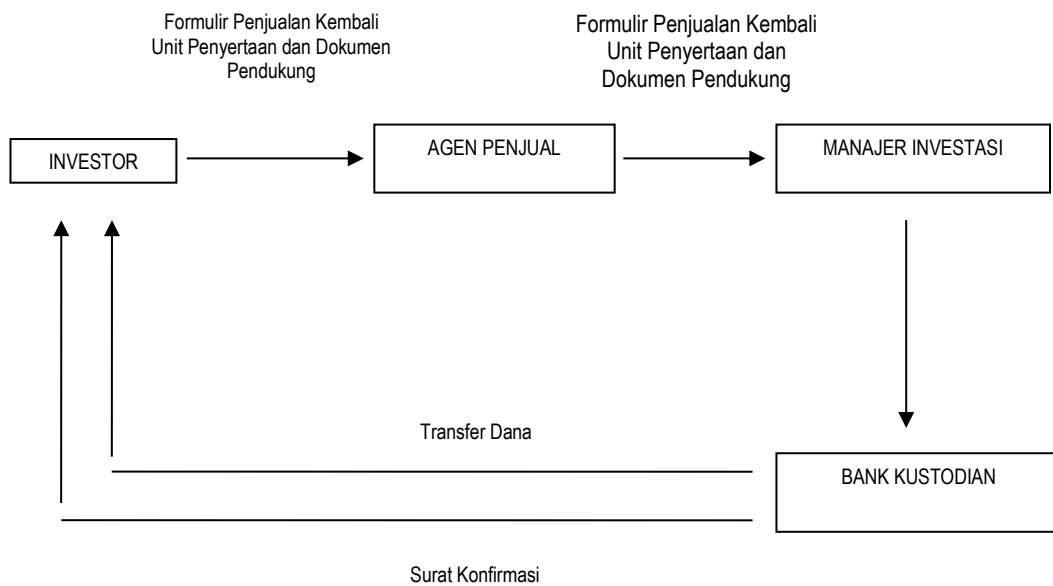 Formulir Penjualan Kembali
Unit Penyertaan dan Dokumen
Pendukung
Formulir Penjualan Kembali
Unit Penyertaan dan
Dokumen Pendukung
INVESTOR
AGEN PENJUAL
MANAJER INVESTASI
Transfer Dana
BANK KUSTODIAN
Surat Konfirmasi